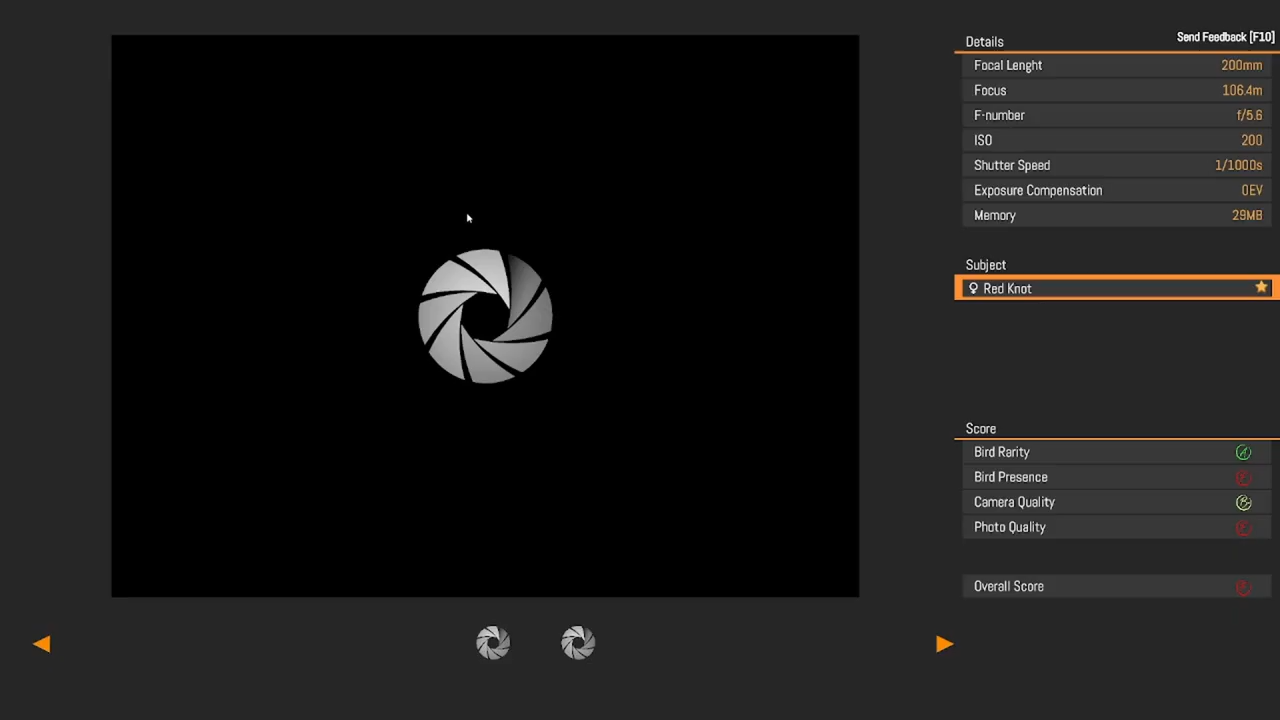 Send Feedback [F10]
Details
Focal Lenght 200mm
Focus 106.4m
F-number f/5.6
ISO 200
Shutter Speed 1/1000s
Exposure Compensation 0EV
Memory 29MB
Subject
Red Knot
Score
Bird Rarity
Bird Presence
Camera Quality
Photo Quality
Overall Score